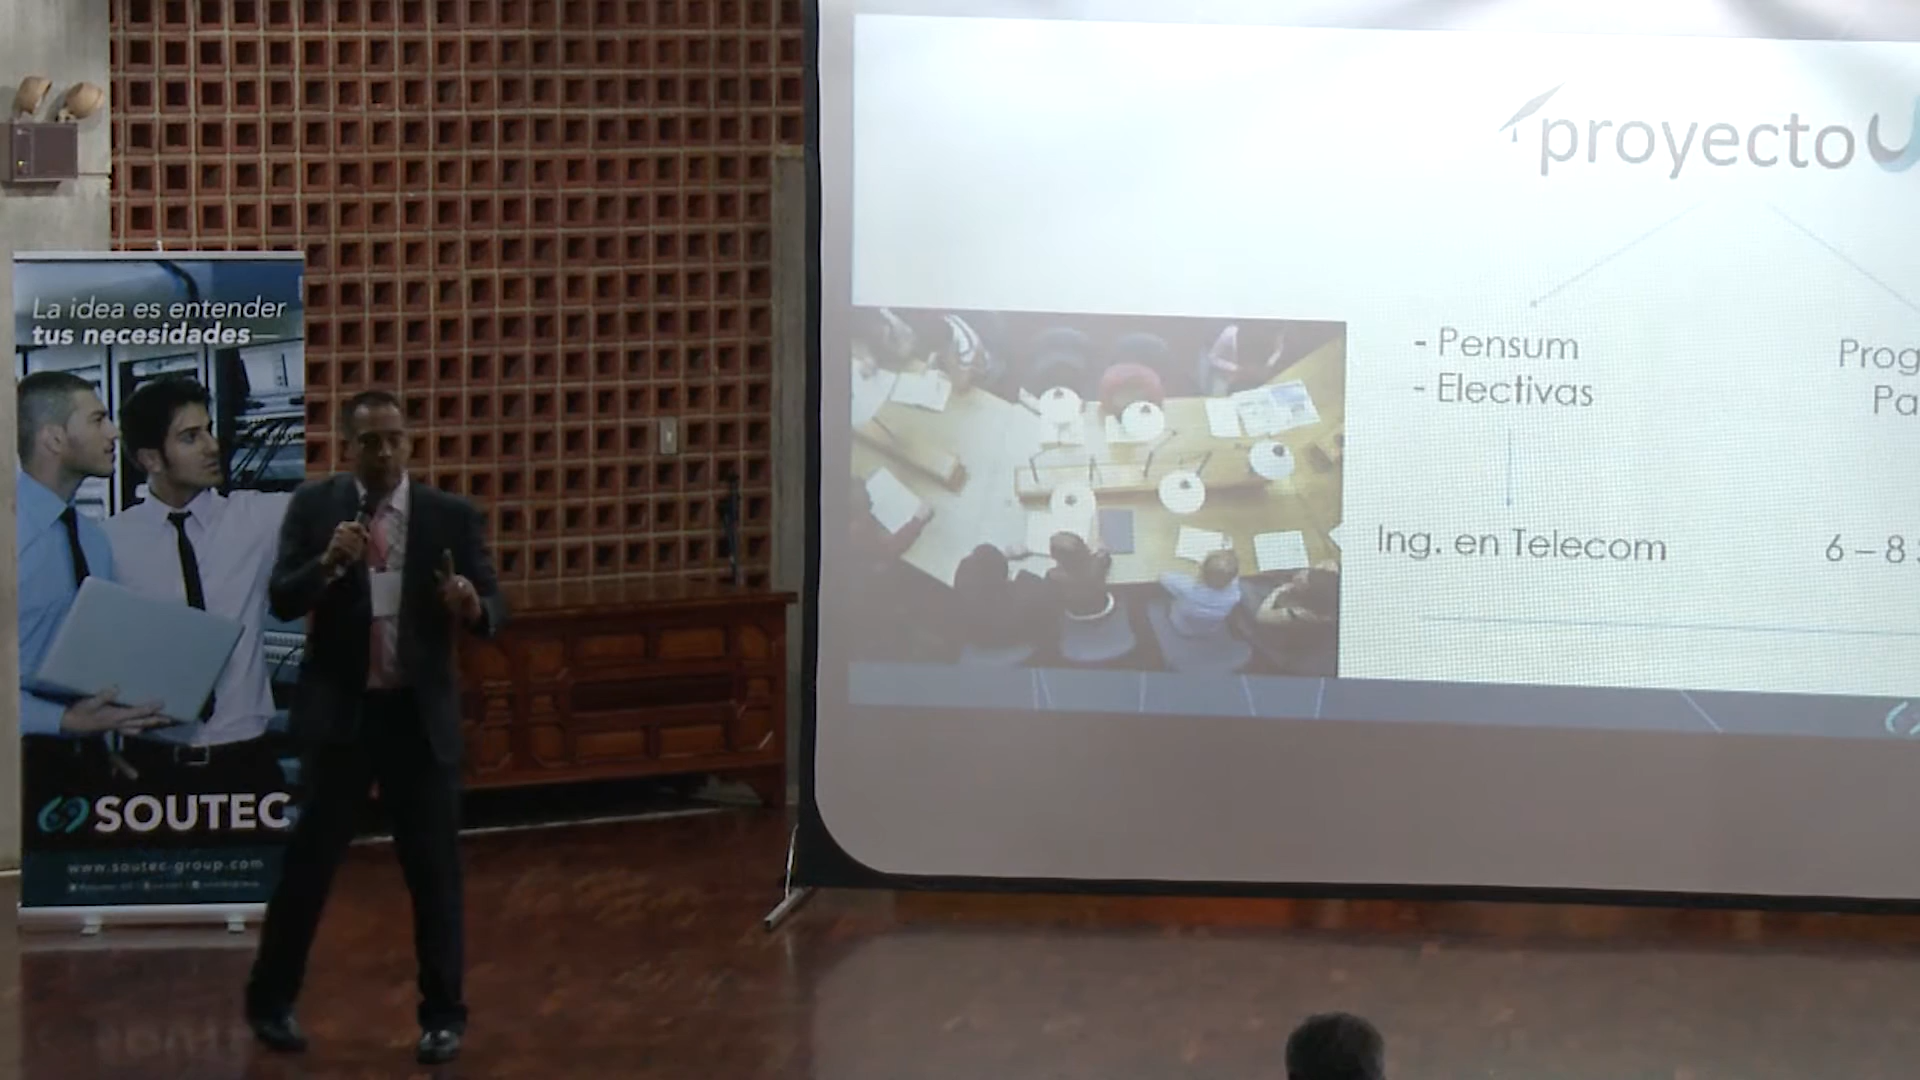 La idea es entender
tus necesidades
SOUTEC
www.soutec-group.com
proyectoU
- Pensum
- Electivas
Ing. en Telecom
Prog
Pa
6 – 8